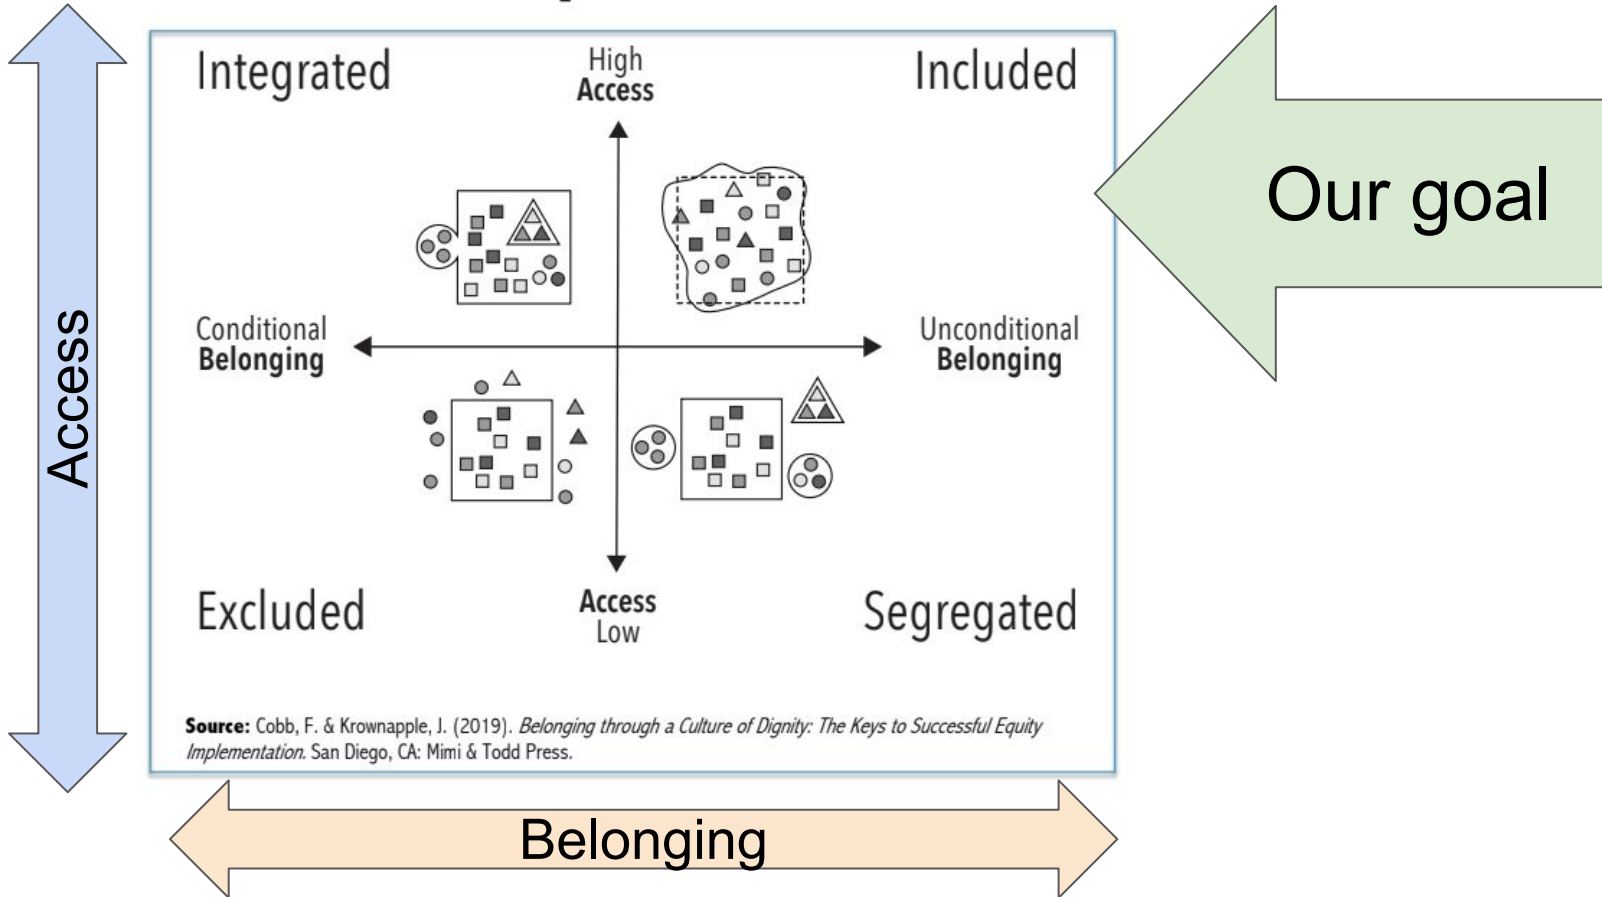 Integrated
High
Access
Included
Our goal
Conditional
Belonging
Unconditional
Belonging
Access
Excluded
Access
Low
Segregated
Source: Cobb, F. & Krownapple, J. (2019). Belonging through a Culture of Dignity: The Keys to Successful Equity
Implementation. San Diego, CA: Mimi & Todd Press.
Belonging